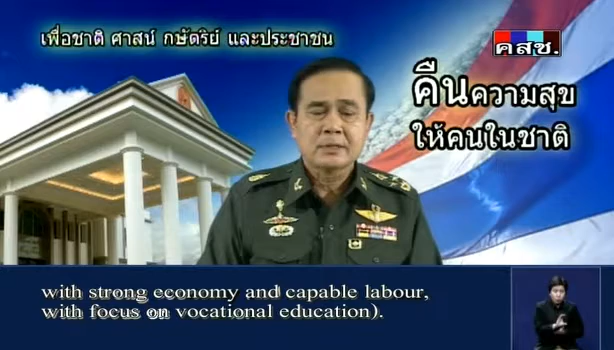 เพื่อชาติ ศาสน์ กษัตริย์ และประชาชน
คสช.
คืนความสุข
ให้คนในชาติ
with strong economy and capable labour,
with focus on vocational education).